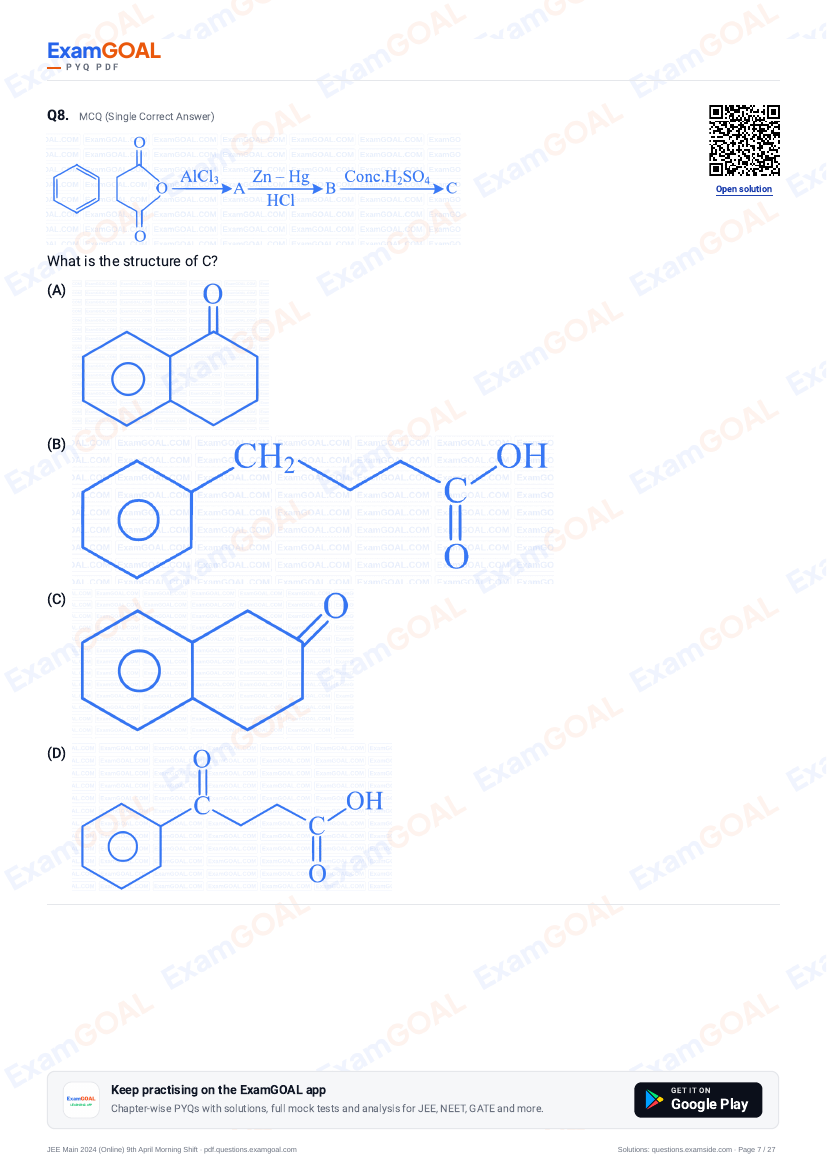 ExamGOAL
PYQ PDF
Q8. MCQ (Single Correct Answer)
O
O
O
AlCl3 A Zn – Hg HCl B Conc.H2SO4 C
Open solution
What is the structure of C?
(A)
O
(B)
CH2 OH
C
O
(C)
O
(D)
O
C OH
C
O
Keep practising on the ExamGOAL app
Chapter-wise PYQs with solutions, full mock tests and analysis for JEE, NEET, GATE and more.
GET IT ON
Google Play
JEE Main 2024 (Online) 9th April Morning Shift · pdf.questions.examgoal.com
Solutions: questions.examside.com · Page 7 / 27